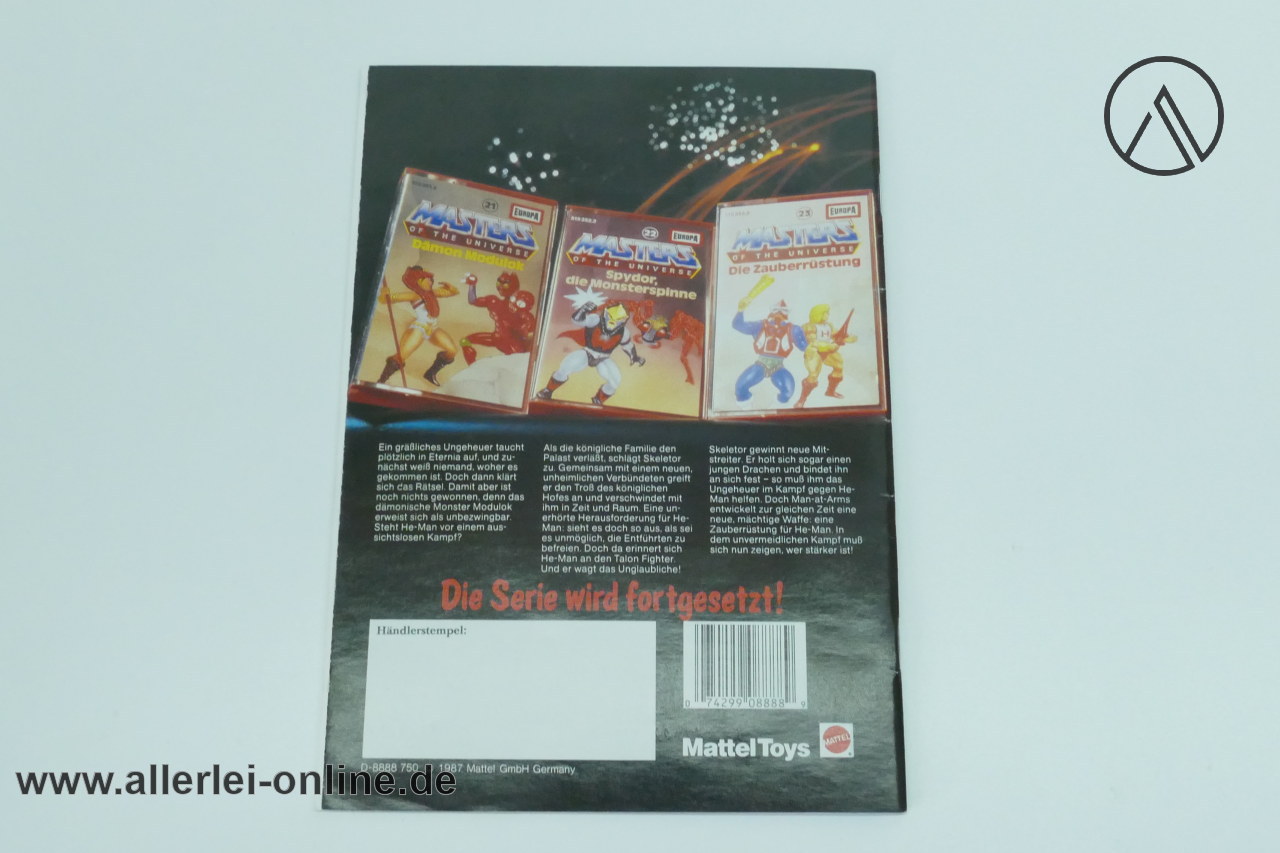 21
EUROPA
MASTERS
OF THE UNIVERSE
Dämon Modulok
22
EUROPA
MASTERS
OF THE UNIVERSE
Spydor,
die Monsterspinne
23
EUROPA
MASTERS
OF THE UNIVERSE
Die Zauberrüstung
Ein gräßliches Ungeheuer taucht
plötzlich in Eternia auf, und zu-
nächst weiß niemand, woher es
gekommen ist. Doch dann klärt
sich das Rätsel. Damit aber ist
noch nichts gewonnen, denn das
dämonische Monster Modulok
erweist sich als unbezwingbar.
Steht He-Man vor einem aus-
sichtslosen Kampf?
Als die königliche Familie den
Palast verläßt, schlägt Skeletor
zu. Gemeinsam mit einem neuen,
unheimlichen Verbündeten greift
er den Troß des königlichen
Hofes an und verschwindet mit
ihm in Zeit und Raum. Eine un-
erhörte Herausforderung für He-
Man: sieht es doch so aus, als sei
es unmöglich, die Entführten zu
befreien. Doch da erinnert sich
He-Man an den Talon Fighter.
Und er wagt das Unglaubliche!
Skeletor gewinnt neue Mit-
streiter. Er holt sich sogar einen
jungen Drachen und bindet ihn
an sich fest – so muß ihm das
Ungeheuer im Kampf gegen He-
Man helfen. Doch Man-at-Arms
entwickelt zur gleichen Zeit eine
neue, mächtige Waffe: eine
Zauberrüstung für He-Man. In
dem unvermeidlichen Kampf muß
sich nun zeigen, wer stärker ist!
Die Serie wird fortgesetzt!
Händlerstempel:
0 74299 08888 9
Mattel Toys
MATTEL
D-8888 750 1987 Mattel GmbH Germany
www.allerlei-online.de